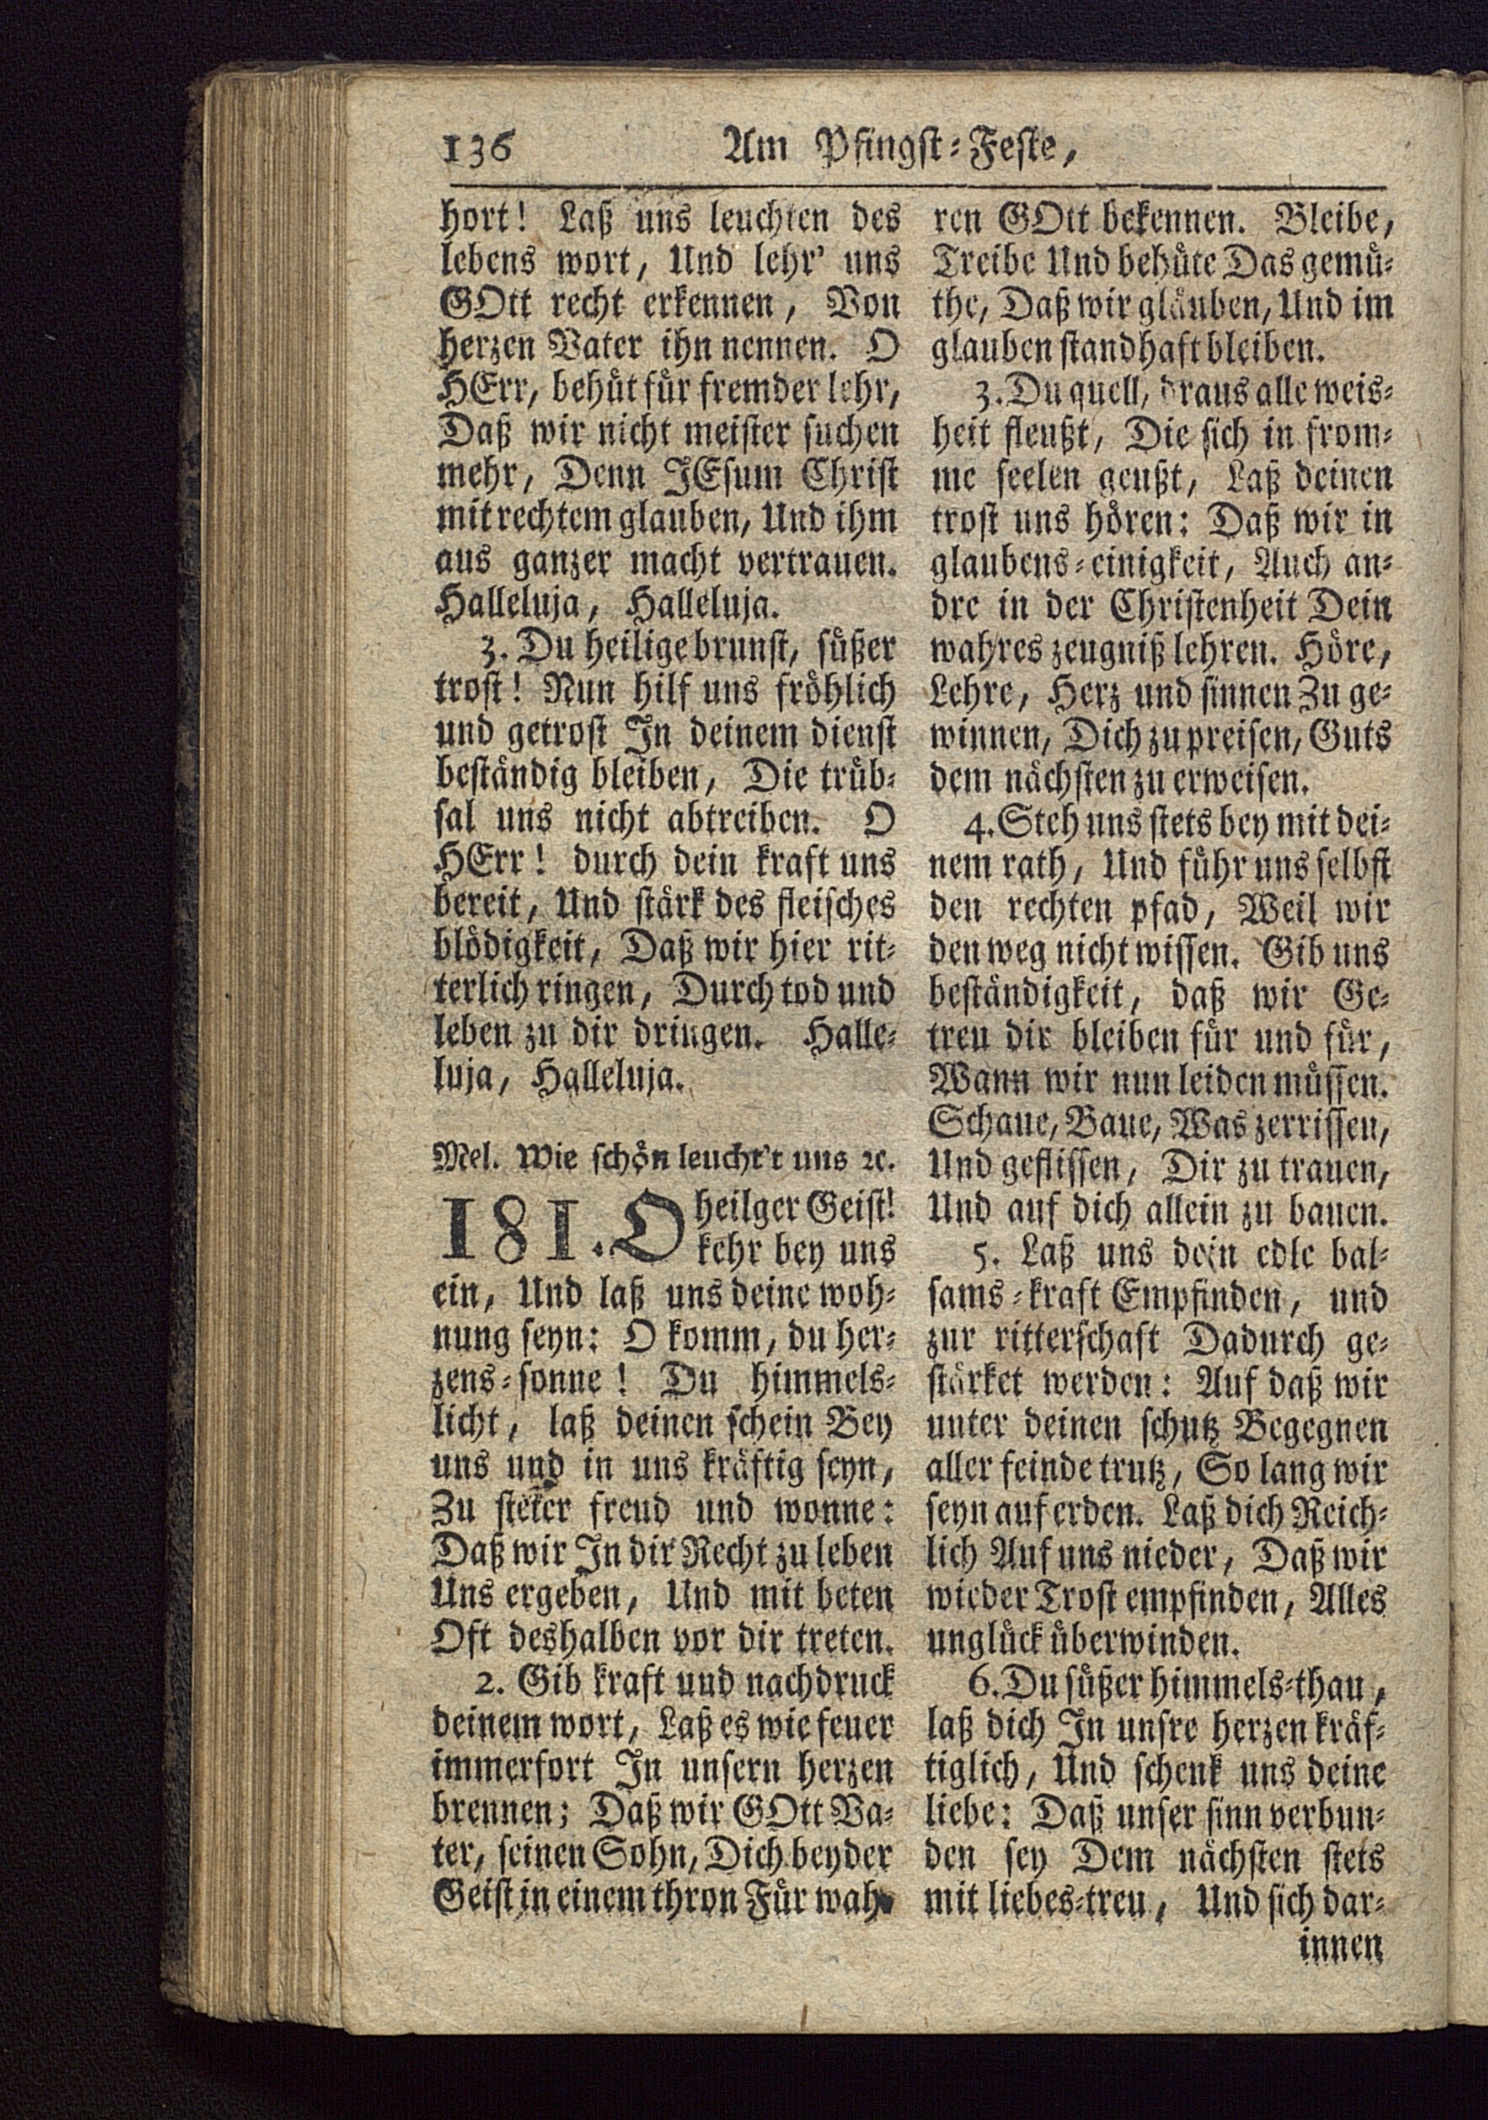 136 Am Pfingst-Feste,
hort! Laß uns leuchten des
lebens wort, Und lehr' uns
GOtt recht erkennen, Von
herzen Vater ihn nennen. O
HErr, behüt für fremder lehr,
Daß wir nicht meister suchen
mehr, Denn JEsum Christ
mit rechtem glauben, Und ihm
aus ganzer macht vertrauen.
Halleluja, Halleluja.
3. Du heilige brunst, süßer
trost! Nun hilf uns fröhlich
und getrost In deinem dienst
beständig bleiben, Die trüb-
sal uns nicht abtreiben. O
HErr! durch dein kraft uns
bereit, Und stärk des fleisches
blödigkeit, Daß wir hier rit-
terlich ringen, Durch tod und
leben zu dir dringen. Halle-
luja, Halleluja.
Mel. Wie schön leucht't uns ꝛc.
181. O heilger Geist!
kehr bey uns
ein, Und laß uns deine woh-
nung seyn: O komm, du her-
zens-sonne! Du himmels-
licht, laß deinen schein Bey
uns und in uns kräftig seyn,
Zu steter freud und wonne:
Daß wir In dir Recht zu leben
Uns ergeben, Und mit beten
Oft deshalben vor dir treten.
2. Gib kraft und nachdruck
deinem wort, Laß es wie feuer
immerfort In unsern herzen
brennen; Daß wir GOtt Va-
ter, seinen Sohn, Dich beyder
Geist in einem thron Für wah-
ren GOtt bekennen. Bleibe,
Treibe Und behüte Das gemü-
the, Daß wir gläuben, Und im
glauben standhaft bleiben.
3. Du quell, draus alle weis-
heit fleußt, Die sich in from-
me seelen geußt, Laß deinen
trost uns hören: Daß wir in
glaubens-einigkeit, Auch an-
dre in der Christenheit Dein
wahres zeugniß lehren. Höre,
Lehre, Herz und sinnen Zu ge-
winnen, Dich zu preisen, Guts
dem nächsten zu erweisen.
4. Steh uns stets bey mit dei-
nem rath, Und führ uns selbst
den rechten pfad, Weil wir
den weg nicht wissen. Gib uns
beständigkeit, daß wir Ge-
treu dir bleiben für und für,
Wann wir nun leiden müssen.
Schaue, Baue, Was zerrissen,
Und geflissen, Dir zu trauen,
Und auf dich allein zu bauen.
5. Laß uns dein edle bal-
sams-kraft Empfinden, und
zur ritterschaft Dadurch ge-
stärket werden: Auf daß wir
unter deinen schutz Begegnen
aller feinde trutz, So lang wir
seyn auf erden. Laß dich Reich-
lich Auf uns nieder, Daß wir
wieder Trost empfinden, Alles
unglück überwinden.
6. Du süßer himmels-thau,
laß dich In unsre herzen kräf-
tiglich, Und schenk uns deine
liebe: Daß unser sinn verbun-
den sey Dem nächsten stets
mit liebes-treu, Und sich dar-
innen